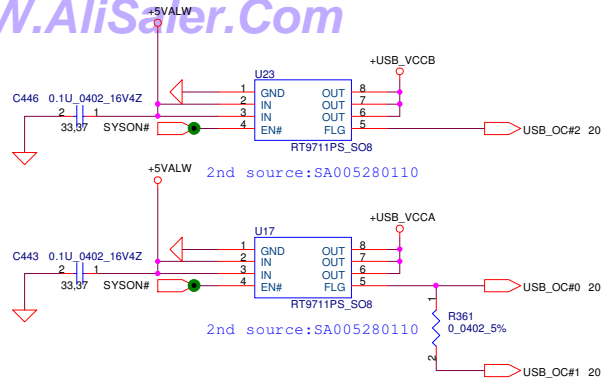 W.AliSaler.Com
+5VALW
+USB_VCCB
U23
C446 0.1U_0402_16V4Z
2 1
33,37 SYSON#
1 GND OUT 8
2 IN OUT 7
3 IN OUT 6
4 EN# FLG 5
USB_OC#2 20
RT9711PS_SO8
2nd source:SA005280110
+5VALW
+USB_VCCA
U17
C443 0.1U_0402_16V4Z
2 1
33,37 SYSON#
1 GND OUT 8
2 IN OUT 7
3 IN OUT 6
4 EN# FLG 5
USB_OC#0 20
RT9711PS_SO8
2nd source:SA005280110
1
R361
0_0402_5%
2
USB_OC#1 20